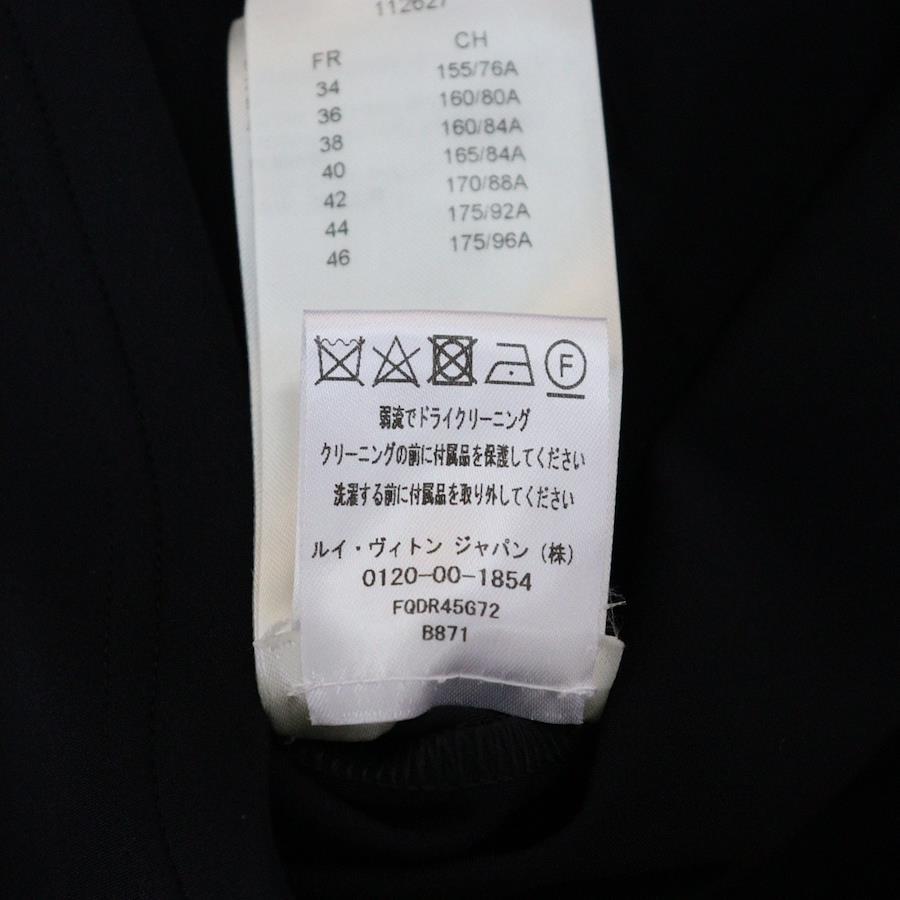 112627
FR CH
34 155/76A
36 160/80A
38 160/84A
40 165/84A
42 170/88A
44 175/92A
46 175/96A
F
弱流でドライクリーニング
クリーニングの前に付属品を保護してください
洗濯する前に付属品を取り外してください
ルイ・ヴィトン ジャパン (株)
0120-00-1854
FQDR45G72
B871